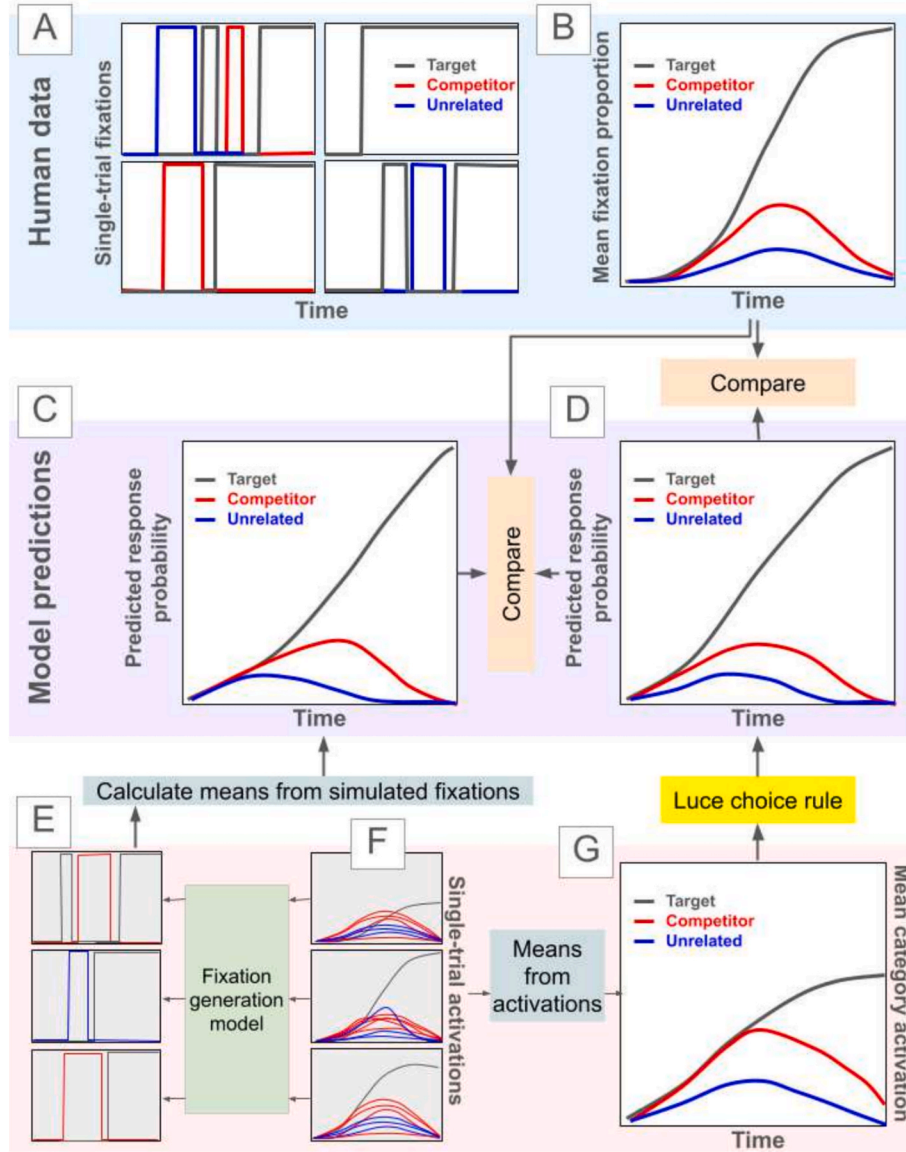 A
Human data
Single-trial fixations
Target
Competitor
Unrelated
Time
B
Mean fixation proportion
Target
Competitor
Unrelated
Time
Compare
C
Model predictions
Predicted response
probability
Target
Competitor
Unrelated
Time
Compare
D
Predicted response
probability
Target
Competitor
Unrelated
Time
Calculate means from simulated fixations
Luce choice rule
E
Fixation
generation
model
F
Single-trial activations
Means
from
activations
G
Target
Competitor
Unrelated
Mean category activation
Time